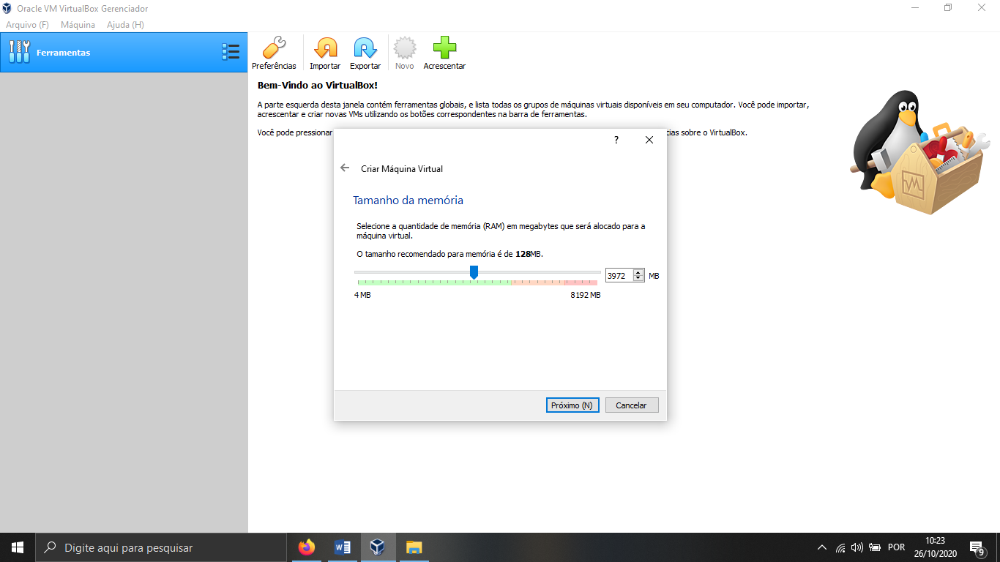 Oracle VM VirtualBox Gerenciador
Arquivo (F) Máquina Ajuda (H)
Ferramentas
Preferências Importar Exportar Novo Acrescentar
Bem-Vindo ao VirtualBox!
A parte esquerda desta janela contém ferramentas globais, e lista todas os grupos de máquinas virtuais disponíveis em seu computador. Você pode importar,
acrescentar e criar novas VMs utilizando os botões correspondentes na barra de ferramentas.
Você pode pressionar cias sobre o VirtualBox.
?
Criar Máquina Virtual
Tamanho da memória
Selecione a quantidade de memória (RAM) em megabytes que será alocado para a
máquina virtual.
O tamanho recomendado para memória é de 128MB.
3972 MB
4 MB 8192 MB
Próximo (N) Cancelar
Digite aqui para pesquisar
POR
10:23
26/10/2020
9